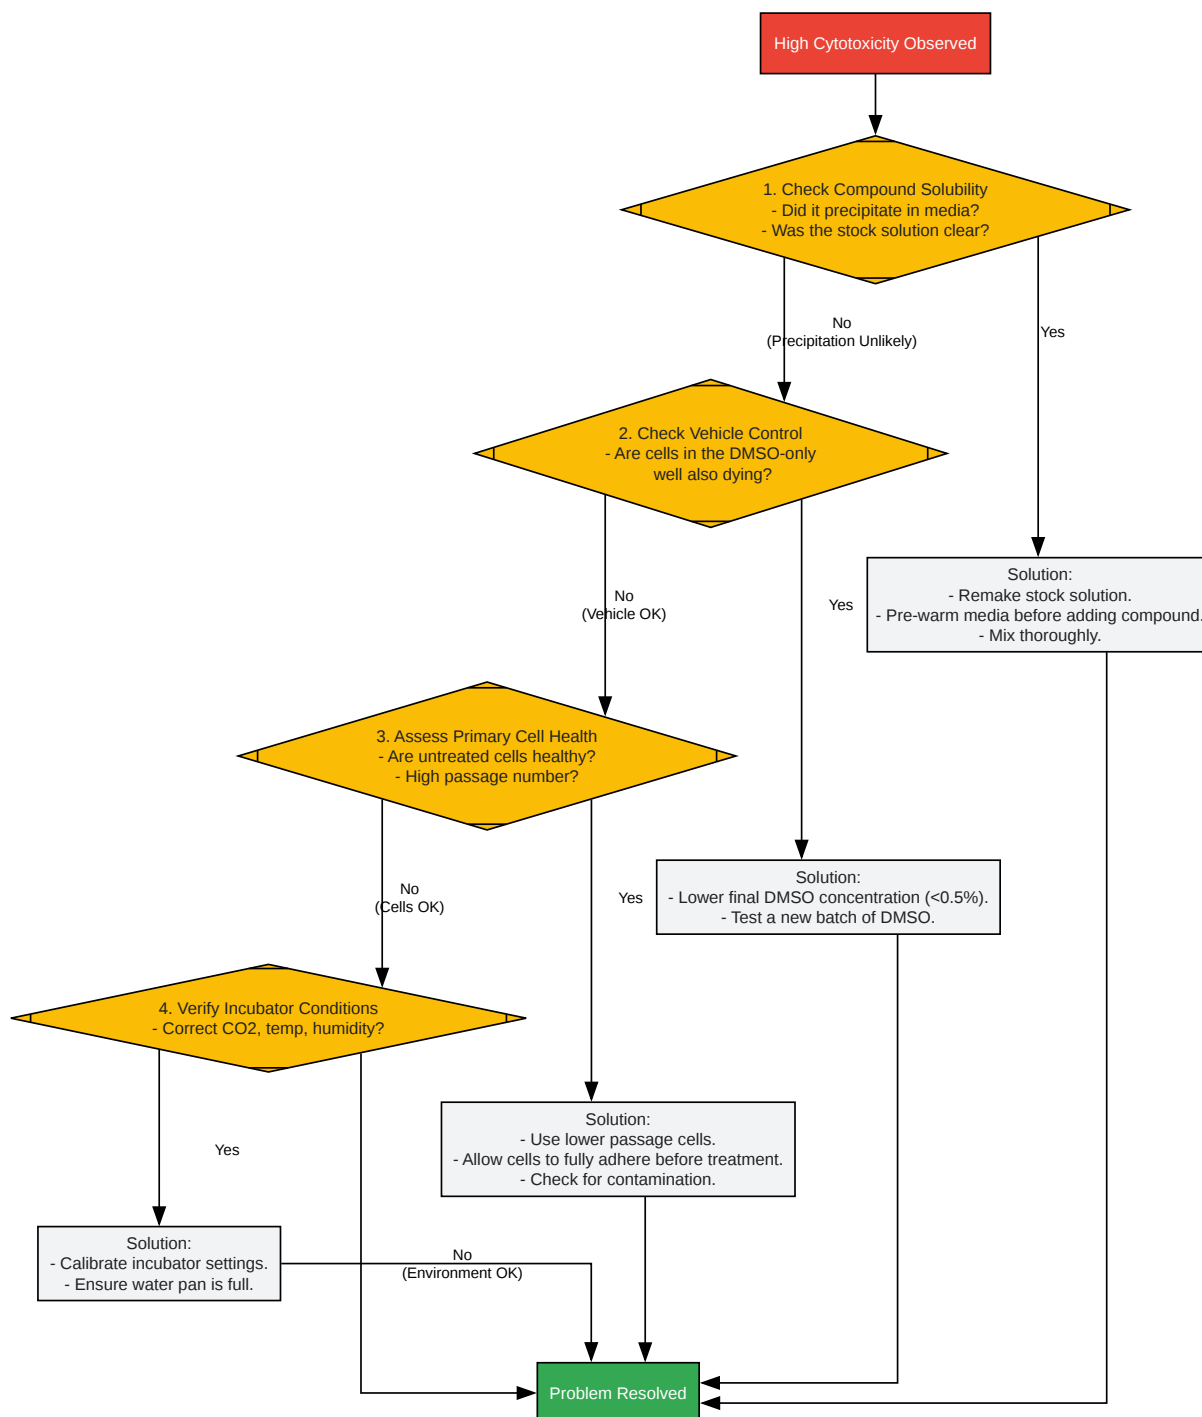 High Cytotoxicity Observed
1. Check Compound Solubility
- Did it precipitate in media?
- Was the stock solution clear?
No
(Precipitation Unlikely)
Yes
2. Check Vehicle Control
- Are cells in the DMSO-only
well also dying?
Solution:
- Remake stock solution.
- Pre-warm media before adding compound.
- Mix thoroughly.
No
(Vehicle OK)
Yes
3. Assess Primary Cell Health
- Are untreated cells healthy?
- High passage number?
Solution:
- Lower final DMSO concentration (<0.5%).
- Test a new batch of DMSO.
No
(Cells OK)
Yes
4. Verify Incubator Conditions
- Correct CO2, temp, humidity?
Solution:
- Use lower passage cells.
- Allow cells to fully adhere before treatment.
- Check for contamination.
Yes
Solution:
- Calibrate incubator settings.
- Ensure water pan is full.
No
(Environment OK)
Problem Resolved